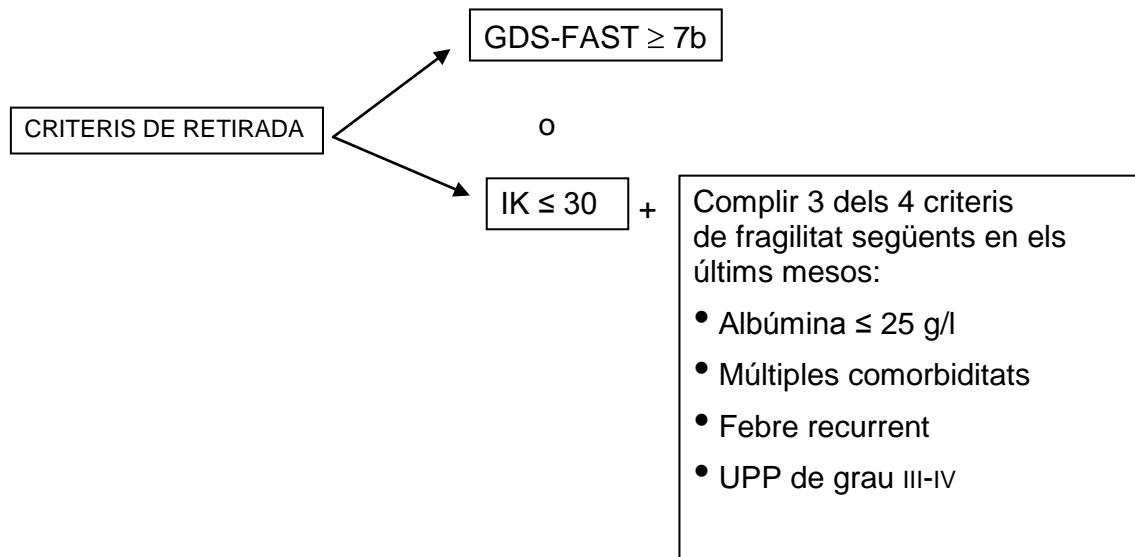 GDS-FAST ≥ 7b
CRITERIS DE RETIRADA
o
IK ≤ 30
+
Complir 3 dels 4 criteris
de fragilitat següents en els
últims mesos:
• Albúmina ≤ 25 g/l
• Múltiples comorbiditats
• Febre recurrent
• UPP de grau III-IV